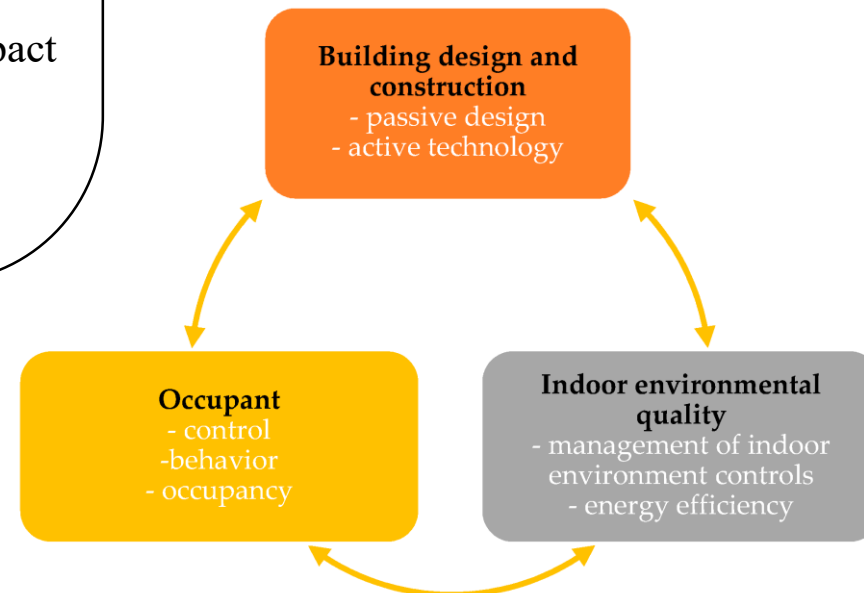 pact
Building design and
construction
- passive design
- active technology
Occupant
- control
-behavior
- occupancy
Indoor environmental
quality
- management of indoor
environment controls
- energy efficiency